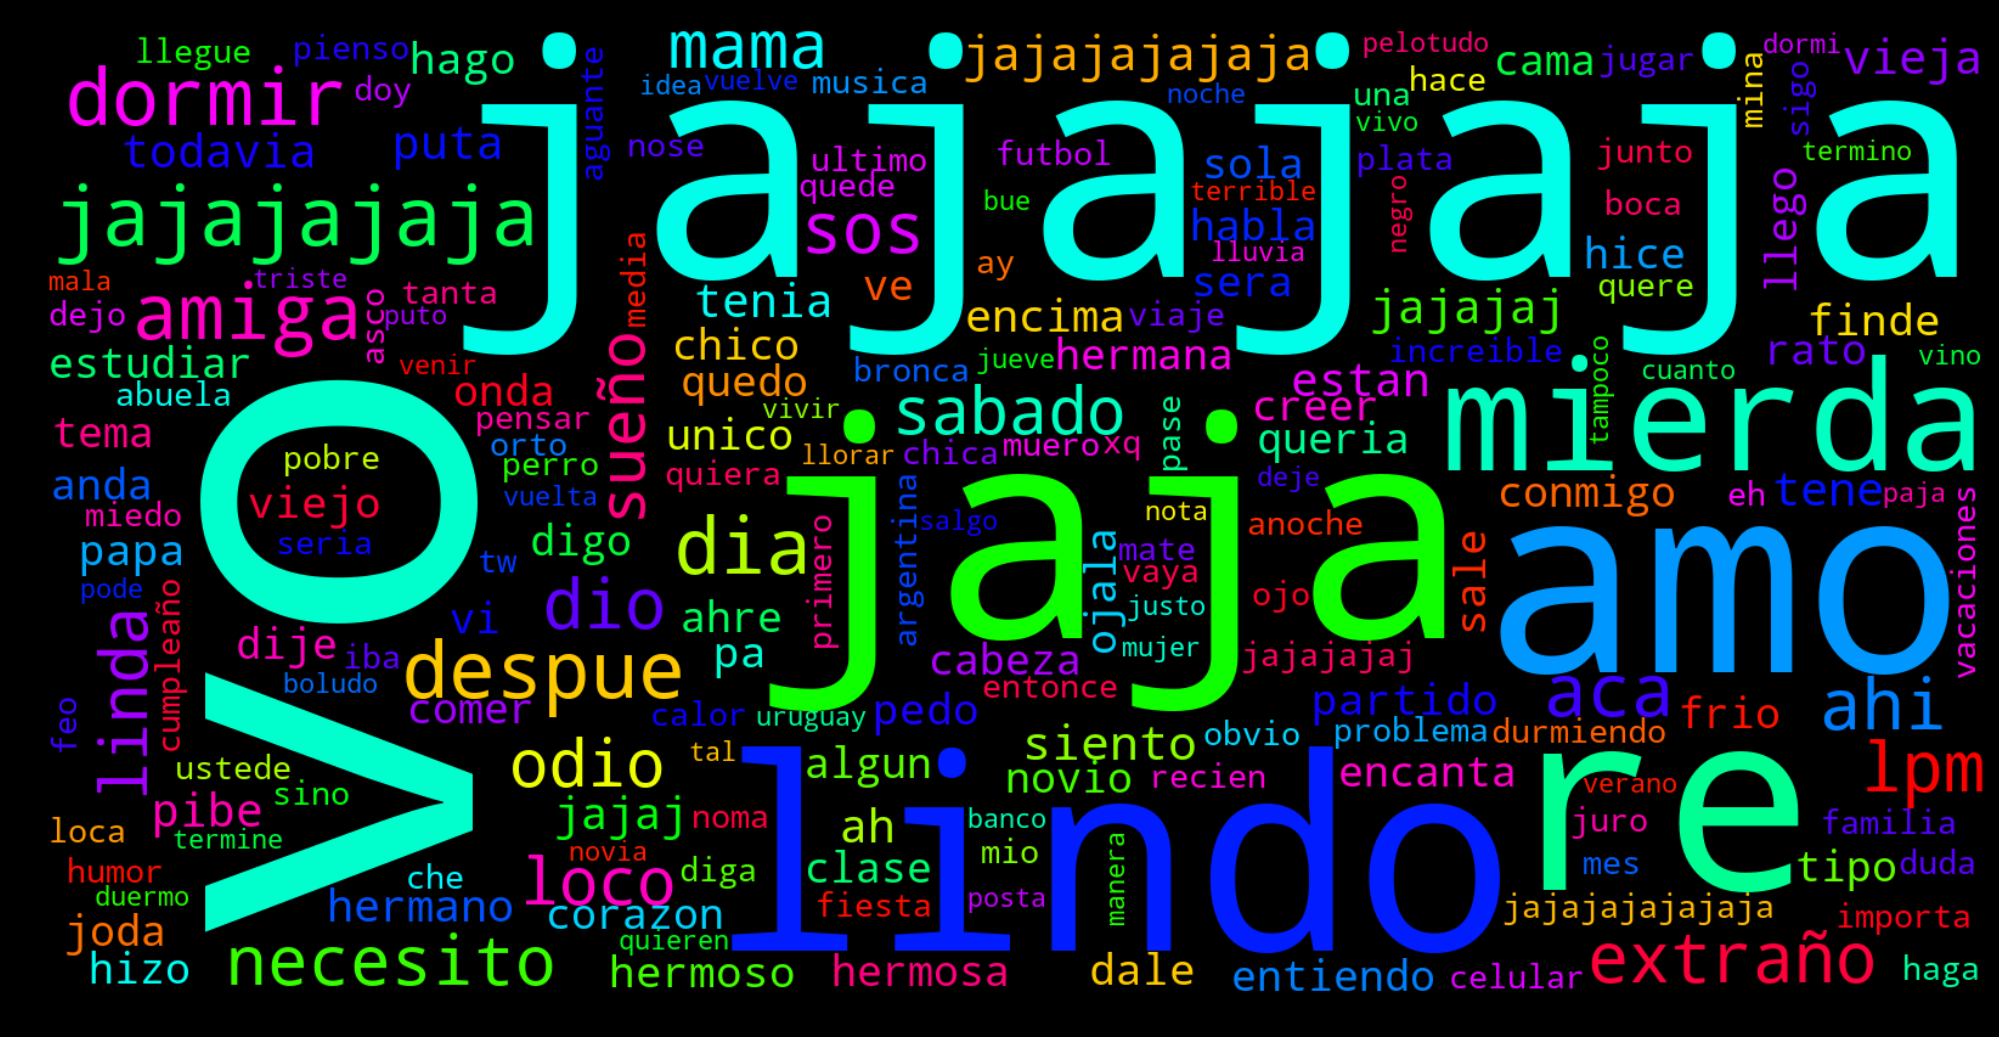 llegue
pienso
hago
mama
jajajajajaja
pelotudo
cama
jugar
dormi
vieja
dormir
doy
aguante
idea
vuelve
musica
noche
hace
una
vivo
mina
sigo
jajajaja
todavia
puta
nose
ultimo
quede
futbol
bue
sola
terrible
plata
negro
junto
termino
jajajajaja
sos
habla
lluvia
boca
llego
hice
mala
triste
media
ay
sera
quere
dejo
amiga
asco
puto
tanta
tenia
ve
encima
viaje
jajajaj
finde
estudiar
venir
sueño
chico
jueve
hermana
increible
tampoco
rato
vino
abuela
onda
quedo
bronca
estan
cuanto
mierda
tema
pensar
vivir
sabado
pase
creer
pobre
orto
unico
llorar
chica
muero
xq
queria
anda
viejo
perro
quiera
jaja
deje
conmigo
eh
tene
paja
vo
miedo
vuelta
argentina
salgo
nota
anoche
amo
vacaciones
papa
seria
tw
digo
dia
primero
ojala
mate
vaya
sale
pode
cumpleaño
linda
vi
dio
ahre
justo
ojo
dije
iba
despue
pa
cabeza
mujer
jajajajaj
boludo
entonce
feo
comer
calor
uruguay
pedo
partido
aca
frio
ahi
ustede
odio
tal
algun
siento
obvio
problema
durmiendo
re
lpm
sino
pibe
jajaj
noma
lindo
novio
recien
encanta
verano
loca
termine
novia
ah
banco
juro
familia
humor
che
loco
diga
clase
mio
manera
mes
tipo
duda
duermo
hermano
corazon
fiesta
posta
jajajajajajaja
importa
joda
hizo
necesito
quieren
hermoso
hermosa
dale
entiendo
celular
extraño
haga